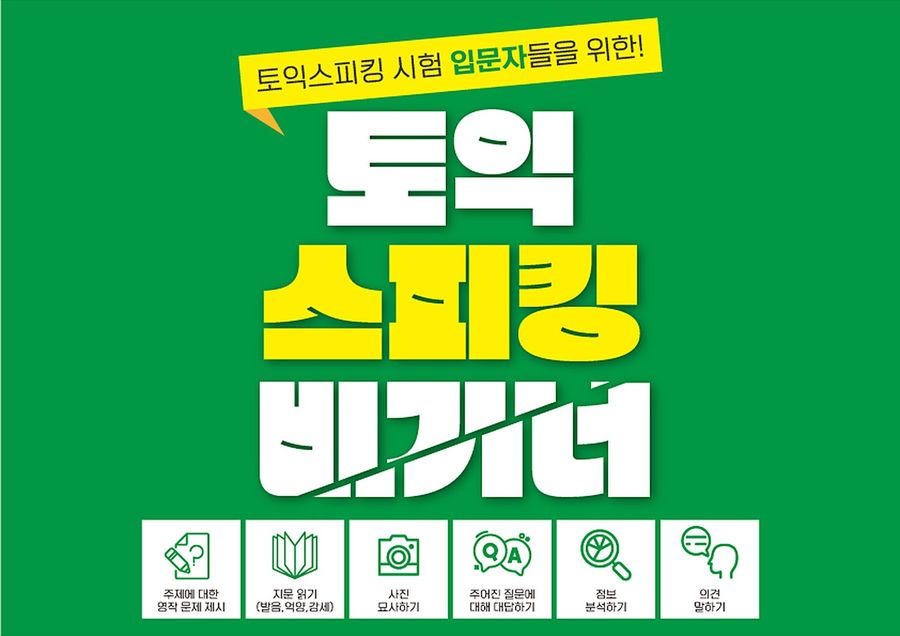 토익스피킹 시험 입문자들을 위한!
토익
스피킹
비기너
Q A
주제에 대한
영작 문제 제시
지문 읽기
(발음,억양,강세)
사진
묘사하기
주어진 질문에
대해 대답하기
정보
분석하기
의견
말하기